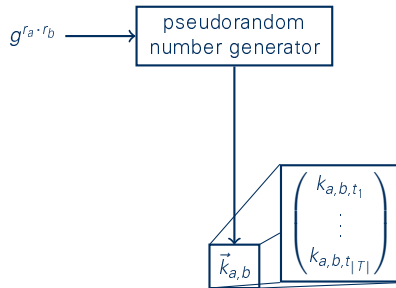 pseudorandom
number generator
g^{r_a · r_b}
k_{a,b,t_1}
⋮
k_{a,b,t_{|T|}}
\vec{k}_{a,b}